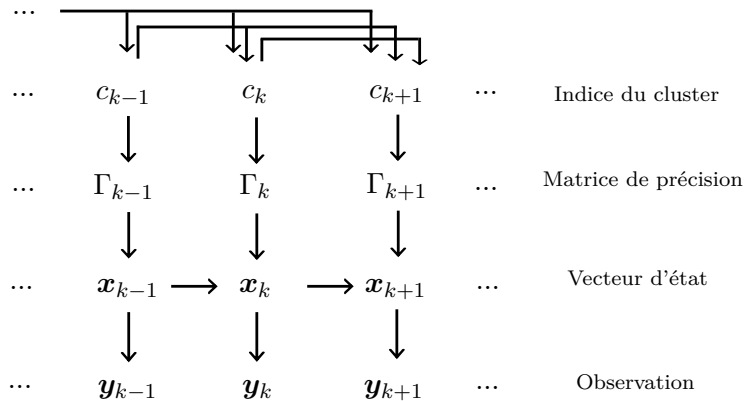 ...
... c_{k−1} c_k c_{k+1} ... Indice du cluster
... Γ_{k−1} Γ_k Γ_{k+1} ... Matrice de précision
... x_{k−1} x_k x_{k+1} ... Vecteur d'état
... y_{k−1} y_k y_{k+1} ... Observation